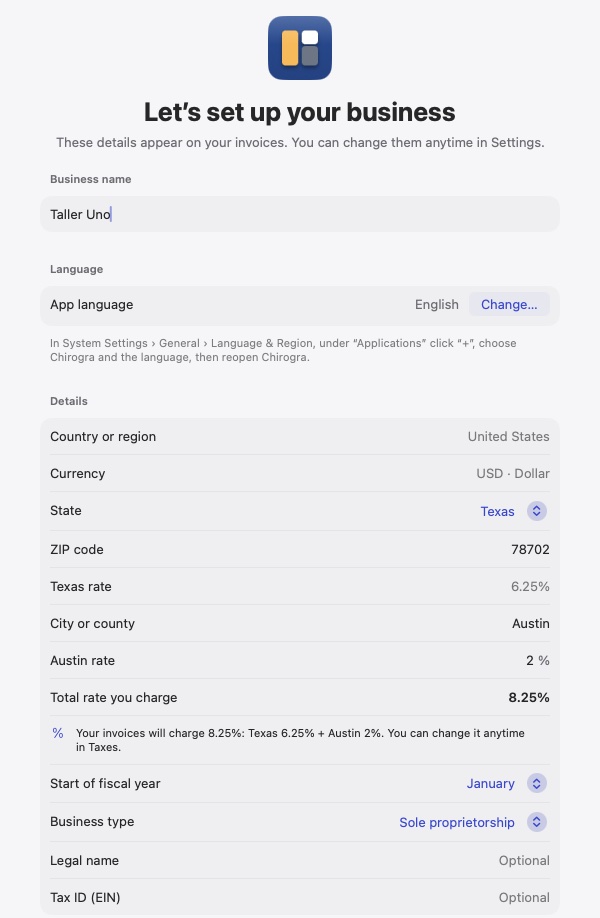 Let's set up your business
These details appear on your invoices. You can change them anytime in Settings.
Business name
Taller Uno
Language
App language English Change...
In System Settings › General › Language & Region, under “Applications” click “+”, choose
Chirogra and the language, then reopen Chirogra.
Details
Country or region United States
Currency USD · Dollar
State Texas
ZIP code 78702
Texas rate 6.25%
City or county Austin
Austin rate 2 %
Total rate you charge 8.25%
% Your invoices will charge 8.25%: Texas 6.25% + Austin 2%. You can change it anytime
in Taxes.
Start of fiscal year January
Business type Sole proprietorship
Legal name Optional
Tax ID (EIN) Optional